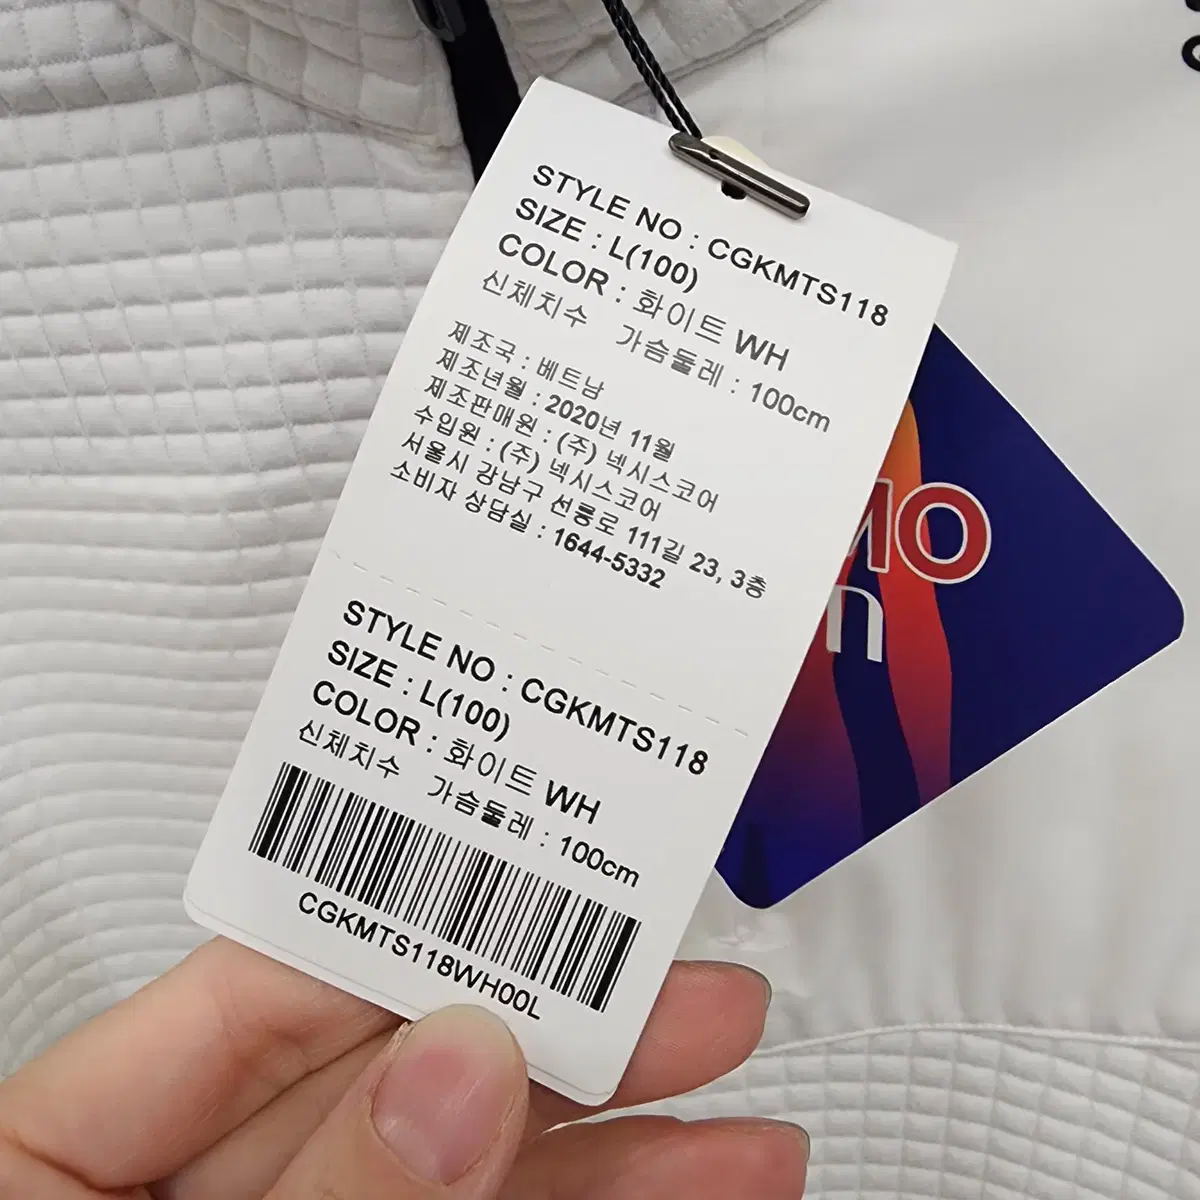 STYLE NO : CGKMTS118
SIZE : L(100)
COLOR : 화이트 WH
신체치수 가슴둘레 : 100cm
제조국 : 베트남
제조년월 : 2020년 11월
제조판매원 : (주) 넥시스코어
수입원 : (주) 넥시스코어
서울시 강남구 선릉로 111길 23, 3층
소비자 상담실 : 1644-5332
STYLE NO : CGKMTS118
SIZE : L(100)
COLOR : 화이트 WH
신체치수 가슴둘레 : 100cm
CGKMTS118WH00L